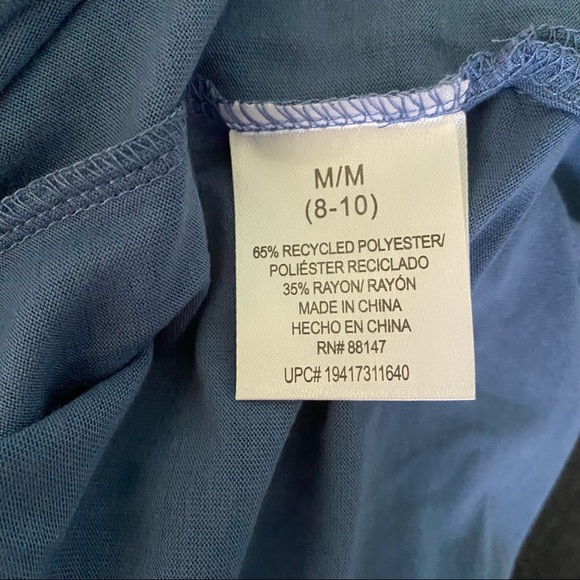 M/M
(8-10)
65% RECYCLED POLYESTER/
POLIÉSTER RECICLADO
35% RAYON/ RAYÓN
MADE IN CHINA
HECHO EN CHINA
RN# 88147
UPC# 19417311640